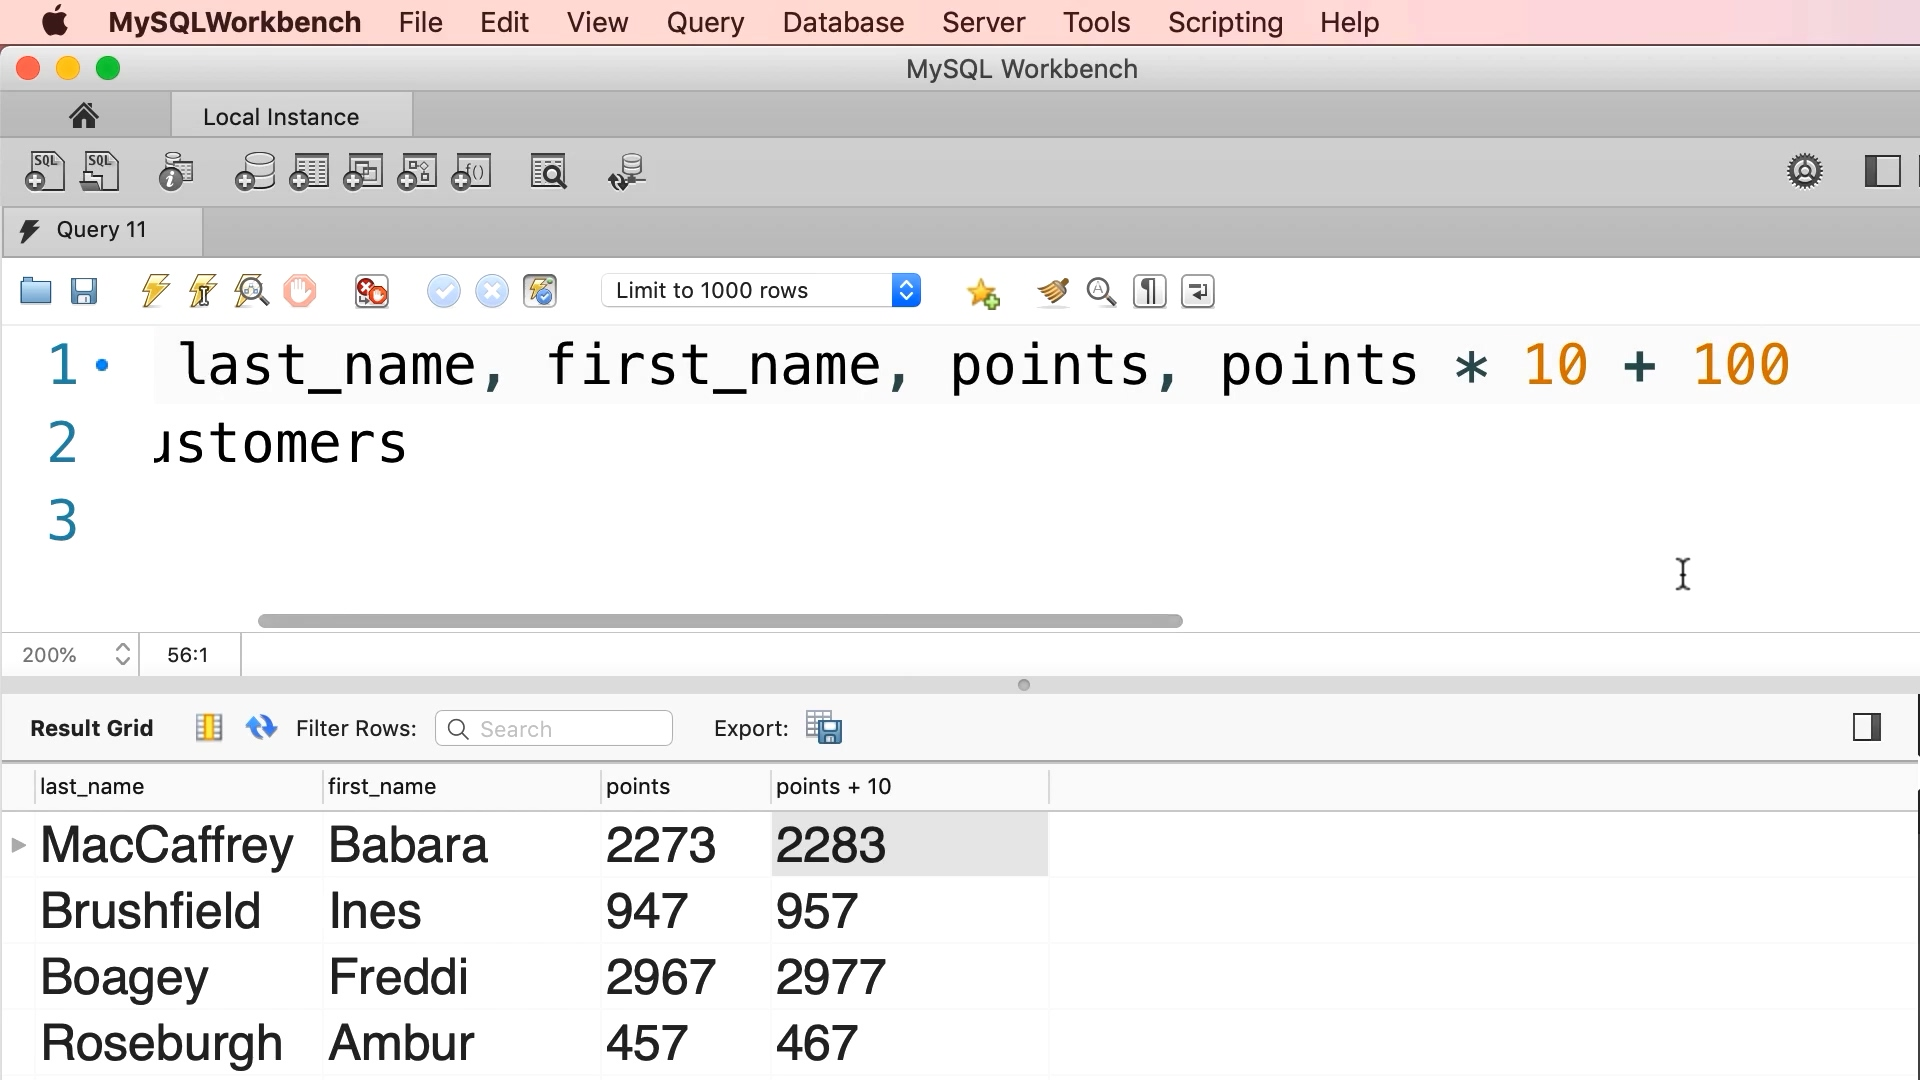 MySQLWorkbench File Edit View Query Database Server Tools Scripting Help
MySQL Workbench
Local Instance
SQL SQL f()
Query 11
Limit to 1000 rows
1 last_name, first_name, points, points * 10 + 100
2 ustomers
3
200% 56:1
Result Grid Filter Rows: Search Export:
last_name first_name points points + 10
MacCaffrey Babara 2273 2283
Brushfield Ines 947 957
Boagey Freddi 2967 2977
Roseburgh Ambur 457 467